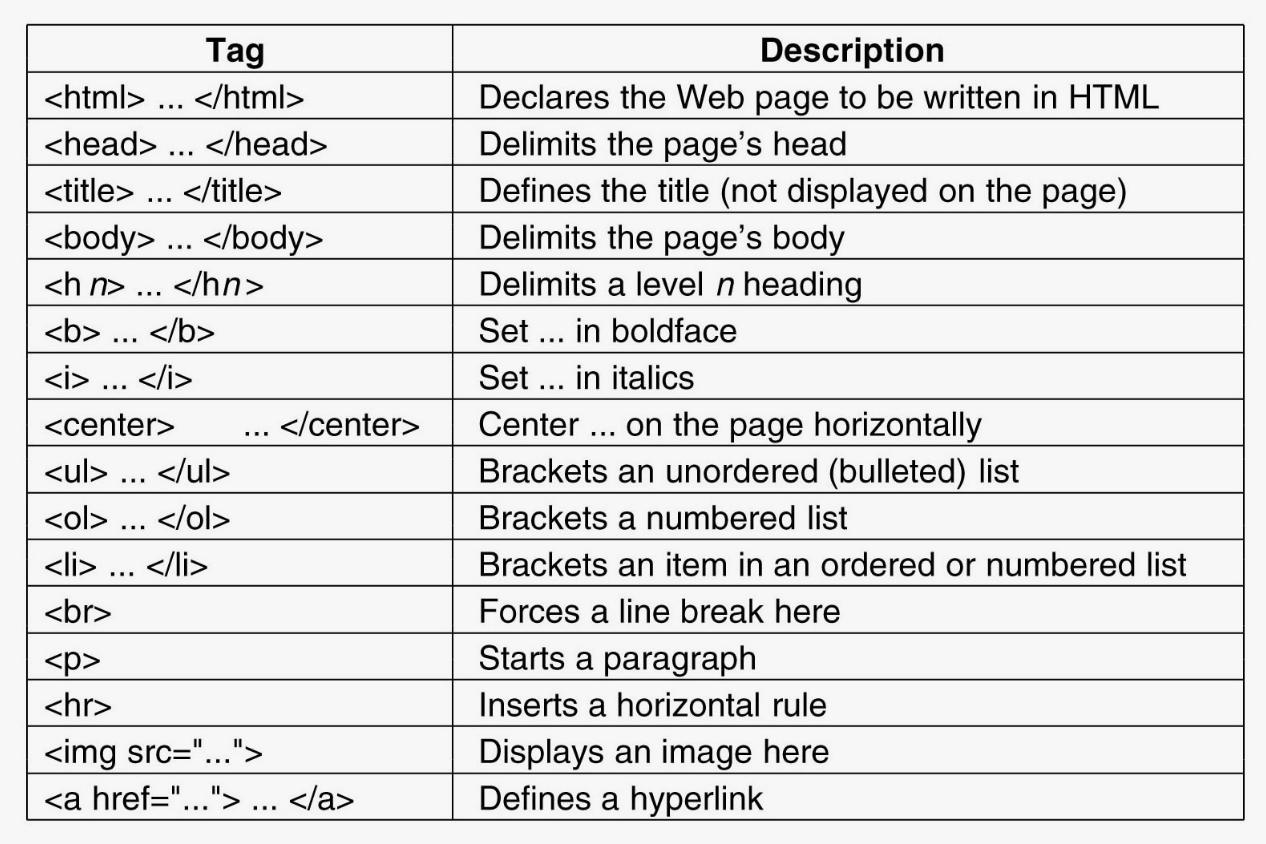 Tag Description
<html> ... </html> Declares the Web page to be written in HTML
<head> ... </head> Delimits the page’s head
<title> ... </title> Defines the title (not displayed on the page)
<body> ... </body> Delimits the page’s body
<h n> ... </hn> Delimits a level n heading
<b> ... </b> Set ... in boldface
<i> ... </i> Set ... in italics
<center> ... </center> Center ... on the page horizontally
<ul> ... </ul> Brackets an unordered (bulleted) list
<ol> ... </ol> Brackets a numbered list
<li> ... </li> Brackets an item in an ordered or numbered list
<br> Forces a line break here
<p> Starts a paragraph
<hr> Inserts a horizontal rule
<img src="..."> Displays an image here
<a href="..."> ... </a> Defines a hyperlink